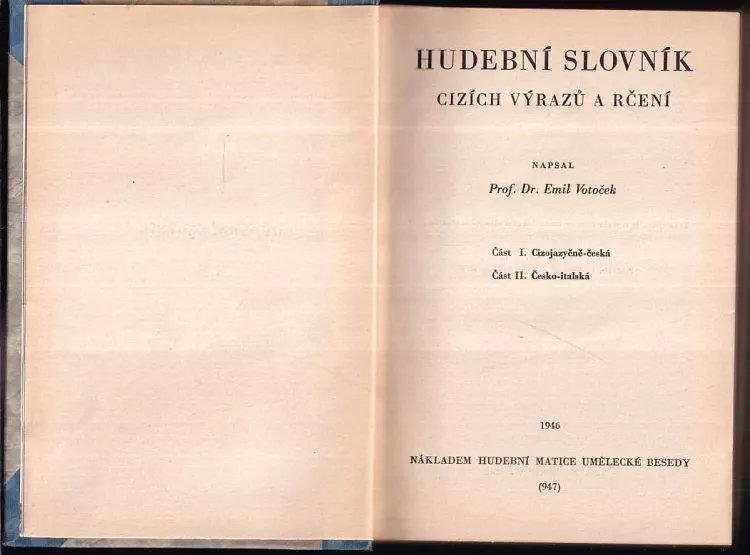 HUDEBNÍ SLOVNÍK
CIZÍCH VÝRAZŮ A RČENÍ
NAPSAL
Prof. Dr. Emil Votoček
Část I. Cizojazyčně-česká
Část II. Česko-italská
1946
NÁKLADEM HUDEBNÍ MATICE UMĚLECKÉ BESEDY
(947)